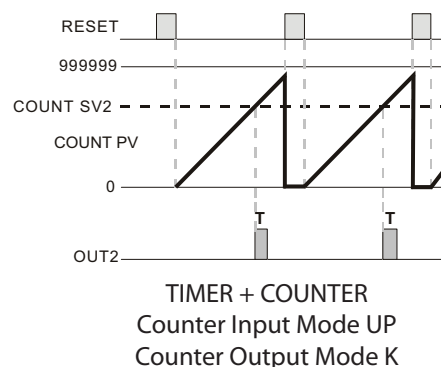 RESET
999999
COUNT SV2
COUNT PV
0
T T
OUT2
TIMER + COUNTER
Counter Input Mode UP
Counter Output Mode K